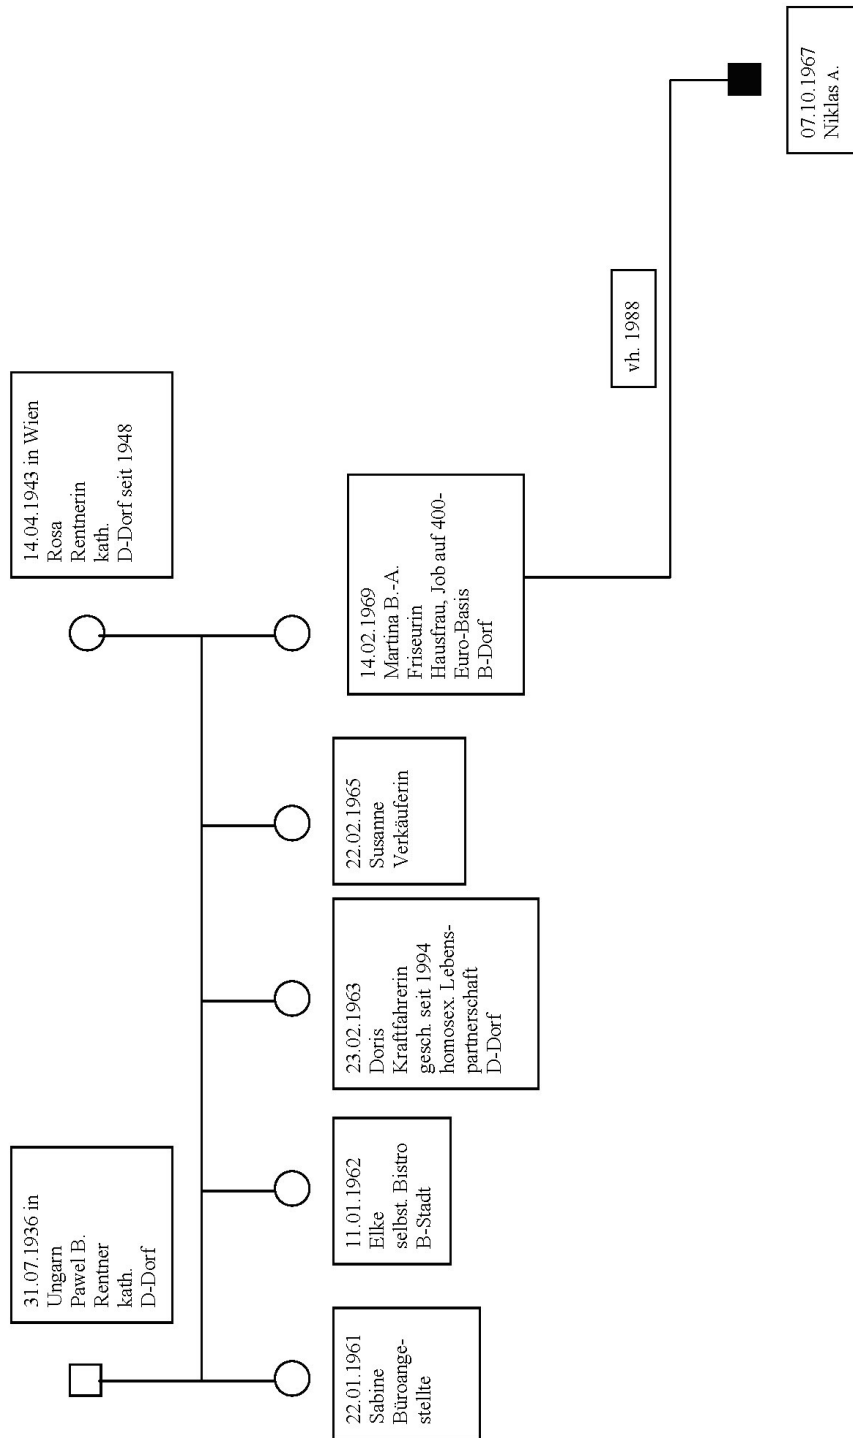 31.07.1936 in
Ungarn
Pawel B.
Rentner
kath.
D-Dorf
14.04.1943 in Wien
Rosa
Rentnerin
kath.
D-Dorf seit 1948
22.01.1961
Sabine
Büroange-
stellte
11.01.1962
Elke
selbst. Bistro
B-Stadt
23.02.1963
Doris
Kraftfahrerin
gesch. seit 1994
homosex. Lebens-
partnerschaft
D-Dorf
22.02.1965
Susanne
Verkäuferin
14.02.1969
Martina B.-A.
Friseurin
Hausfrau, Job auf 400-
Euro-Basis
B-Dorf
vh. 1988
07.10.1967
Niklas A.